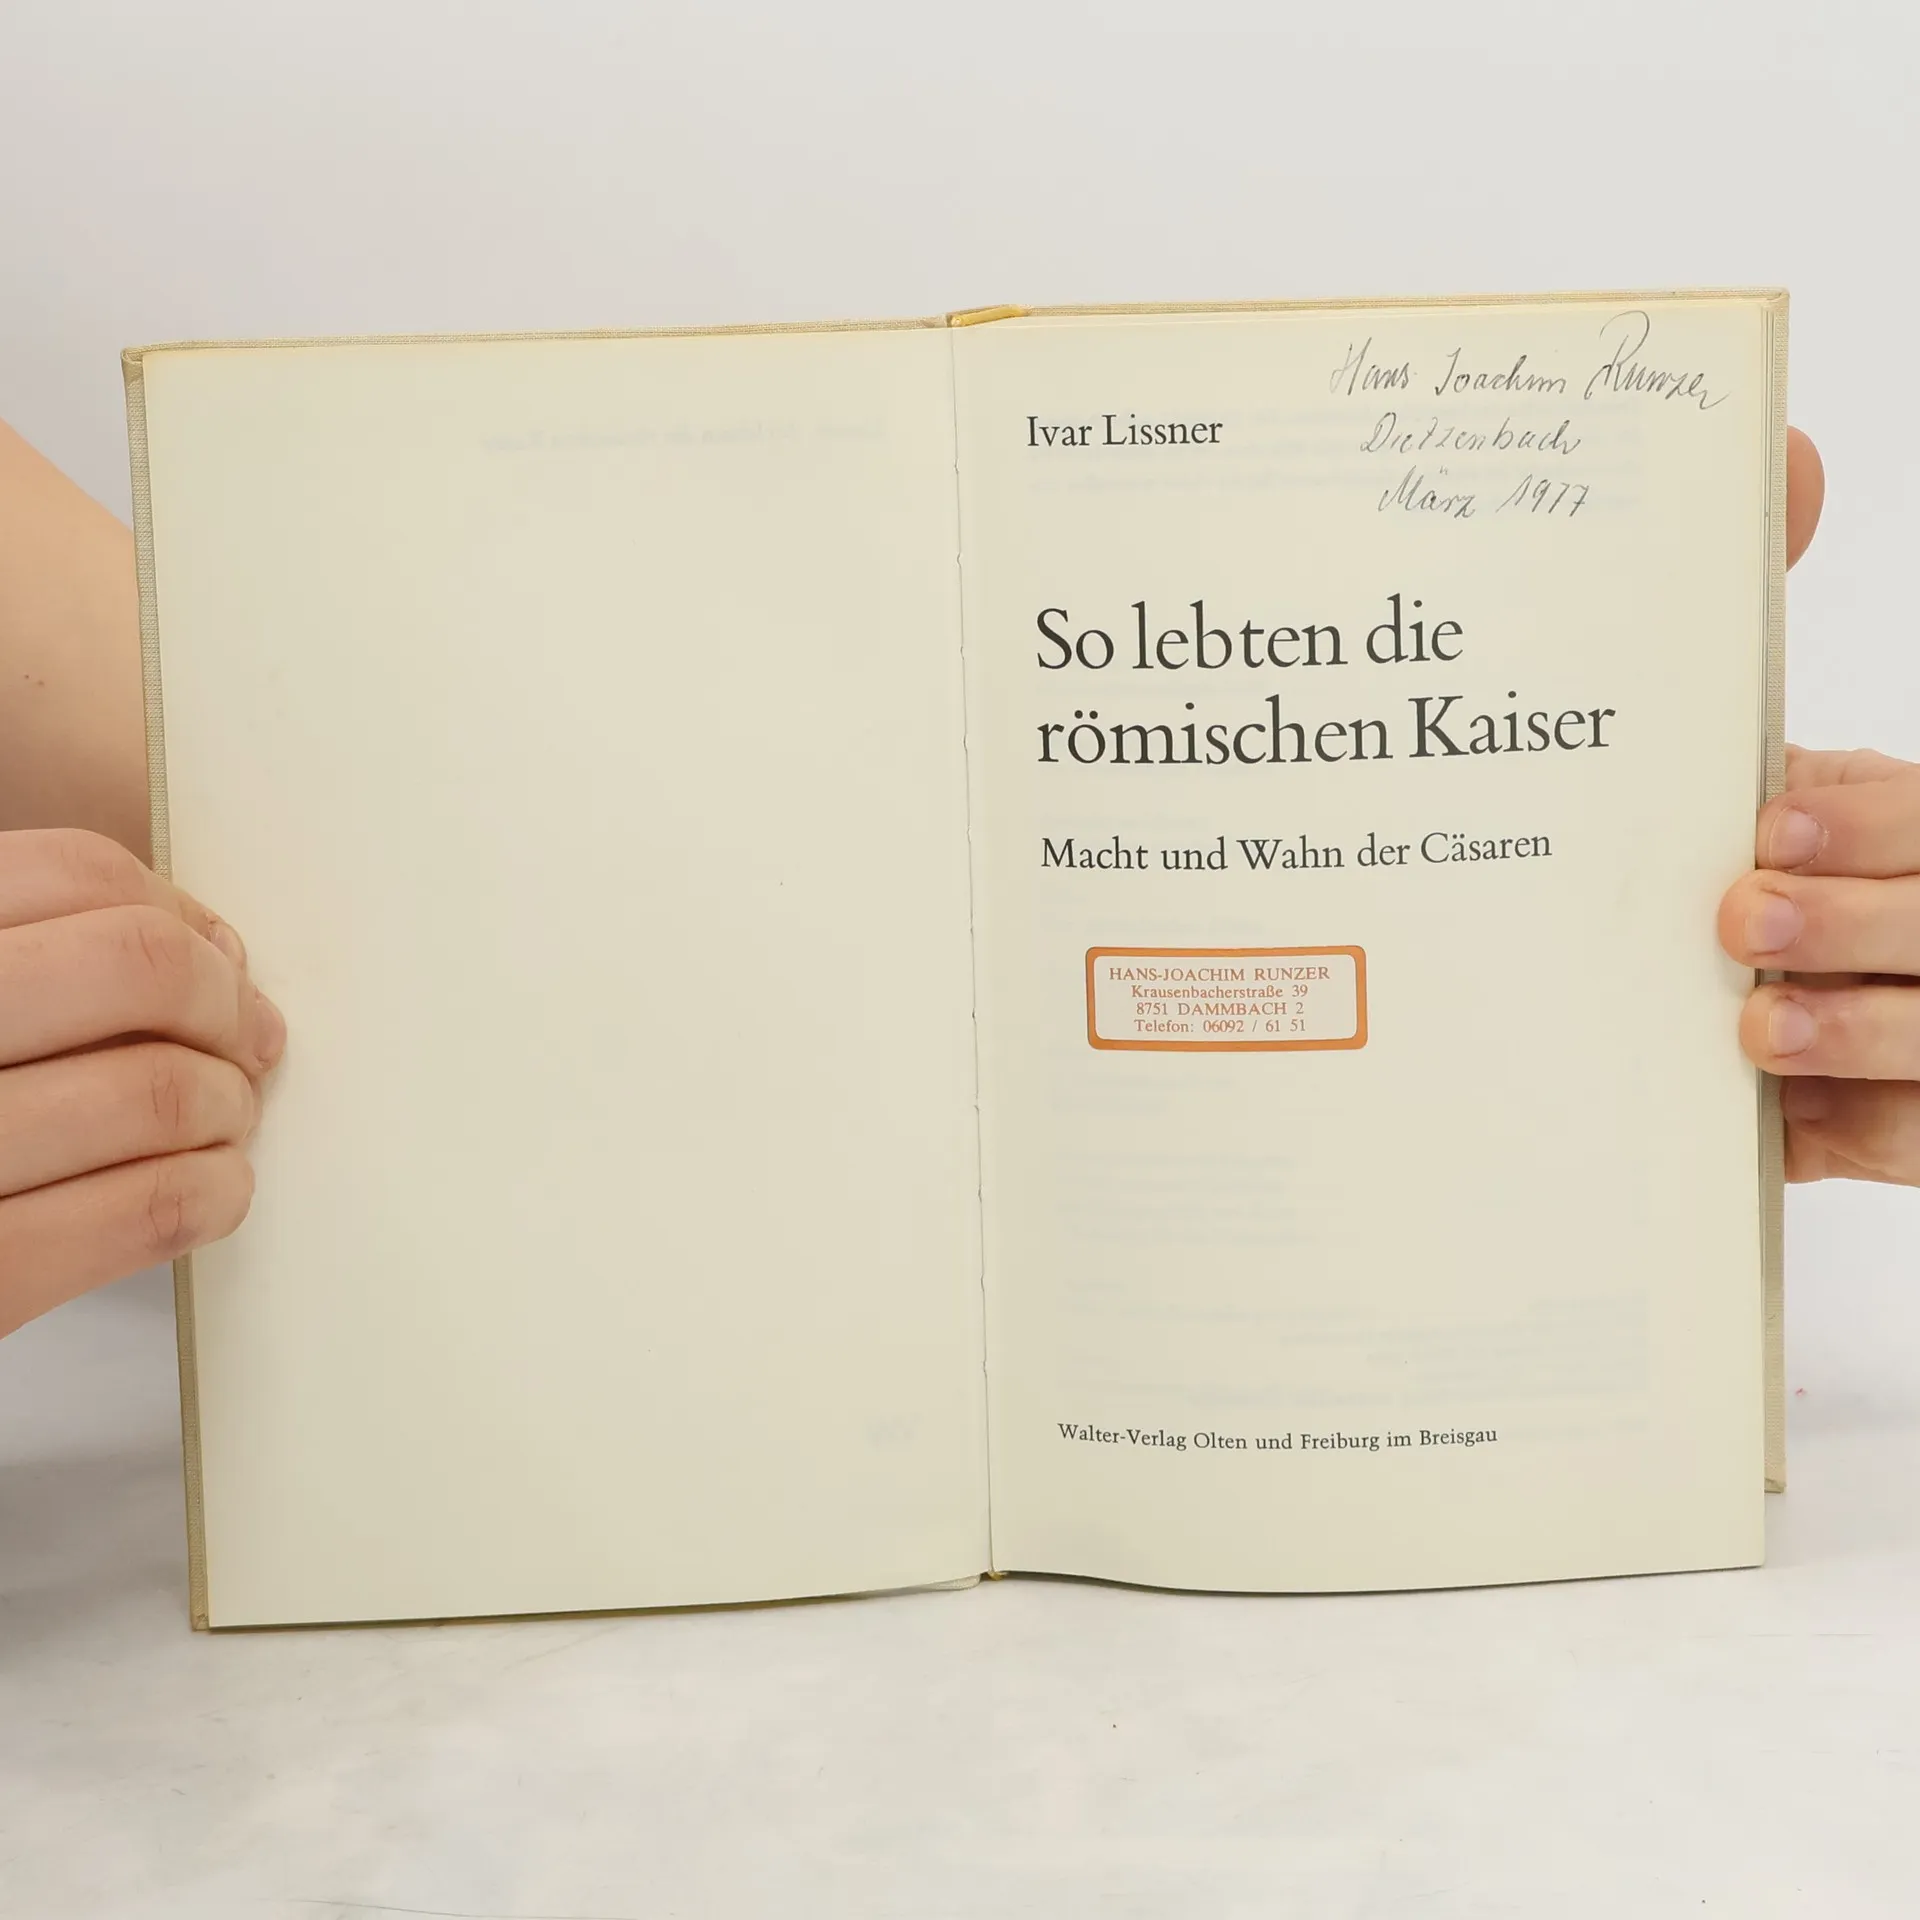 Hans Joachim Runzer
Dietzenbach
März 1977
Ivar Lissner
So lebten die
römischen Kaiser
Macht und Wahn der Cäsaren
HANS-JOACHIM RUNZER
Krausenbacherstraße 39
8751 DAMMBACH 2
Telefon: 06092 / 61 51
Walter-Verlag Olten und Freiburg im Breisgau